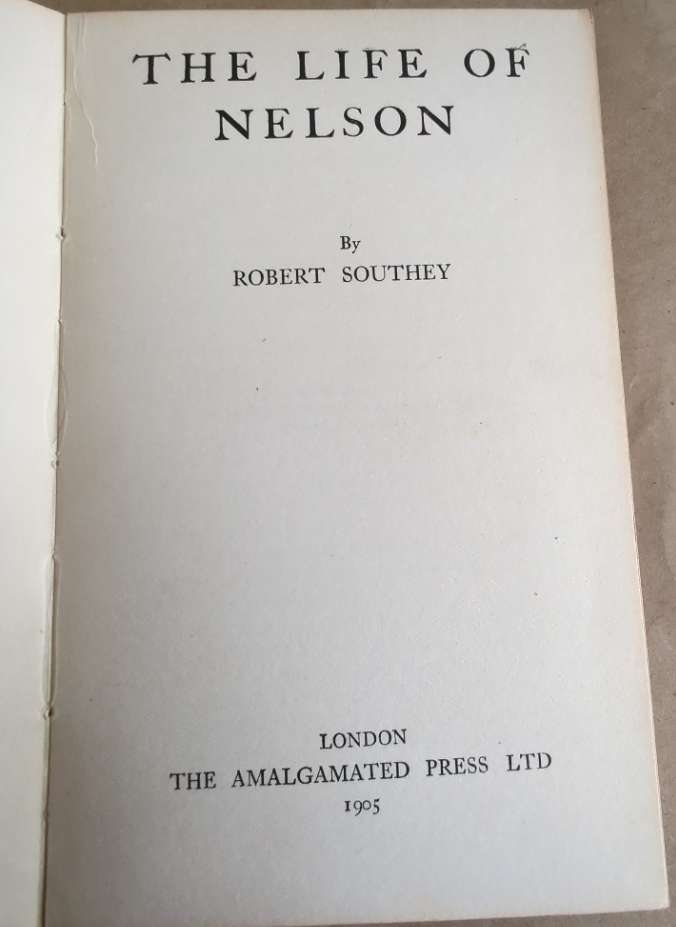 THE LIFE OF
NELSON
By
ROBERT SOUTHEY
LONDON
THE AMALGAMATED PRESS LTD
1905